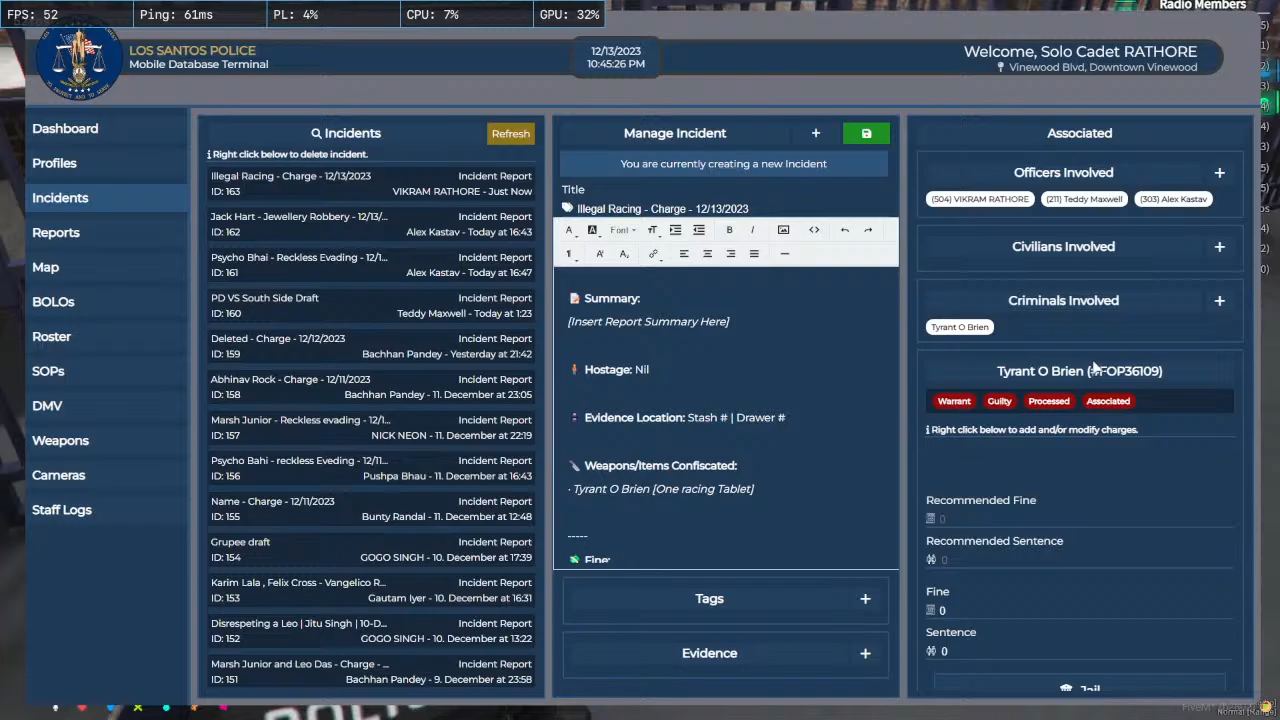 FPS: 52
Ping: 61ms
PL: 4%
CPU: 7%
GPU: 32%
Radio Members
LOS SANTOS POLICE
Mobile Database Terminal
12/13/2023
10:45:26 PM
Welcome, Solo Cadet RATHORE
Vinewood Blvd, Downtown Vinewood
Dashboard
Profiles
Incidents
Reports
Map
BOLOs
Roster
SOPs
DMV
Weapons
Cameras
Staff Logs
Incidents
Refresh
Right click below to delete incident.
Illegal Racing - Charge - 12/13/2023 Incident Report
ID: 163 VIKRAM RATHORE - Just Now
Jack Hart - Jewellery Robbery - 12/13/... Incident Report
ID: 162 Alex Kastav - Today at 16:43
Psycho Bhai - Reckless Evading - 12/1... Incident Report
ID: 161 Alex Kastav - Today at 16:47
PD VS South Side Draft Incident Report
ID: 160 Teddy Maxwell - Today at 1:23
Deleted - Charge - 12/12/2023 Incident Report
ID: 159 Bachhan Pandey - Yesterday at 21:42
Abhinav Rock - Charge - 12/11/2023 Incident Report
ID: 158 Bachhan Pandey - 11. December at 23:05
Marsh Junior - Reckless evading - 12/1... Incident Report
ID: 157 NICK NEON - 11. December at 22:19
Psycho Bahi - reckless Eveding - 12/11... Incident Report
ID: 156 Pushpa Bhau - 11. December at 16:43
Name - Charge - 12/11/2023 Incident Report
ID: 155 Bunty Randal - 11. December at 12:48
Grupee draft Incident Report
ID: 154 GOGO SINGH - 10. December at 17:39
Karim Lala , Felix Cross - Vangelico R... Incident Report
ID: 153 Gautam Iyer - 10. December at 16:31
Disrespeting a Leo | Jitu Singh | 10-D... Incident Report
ID: 152 GOGO SINGH - 10. December at 13:22
Marsh Junior and Leo Das - Charge - ... Incident Report
ID: 151 Bachhan Pandey - 9. December at 23:58
Manage Incident +
You are currently creating a new Incident
Title
Illegal Racing - Charge - 12/13/2023
Font
Summary:
[Insert Report Summary Here]
Hostage: Nil
Evidence Location: Stash # | Drawer #
Weapons/Items Confiscated:
· Tyrant O Brien [One racing Tablet]
-----
Fine:
Tags +
Evidence +
Associated
Officers Involved +
(504) VIKRAM RATHORE (211) Teddy Maxwell (303) Alex Kastav
Civilians Involved +
Criminals Involved +
Tyrant O Brien
Tyrant O Brien (#FOP36109)
Warrant Guilty Processed Associated
Right click below to add and/or modify charges.
Recommended Fine
0
Recommended Sentence
0
Fine
0
Sentence
0
Jail